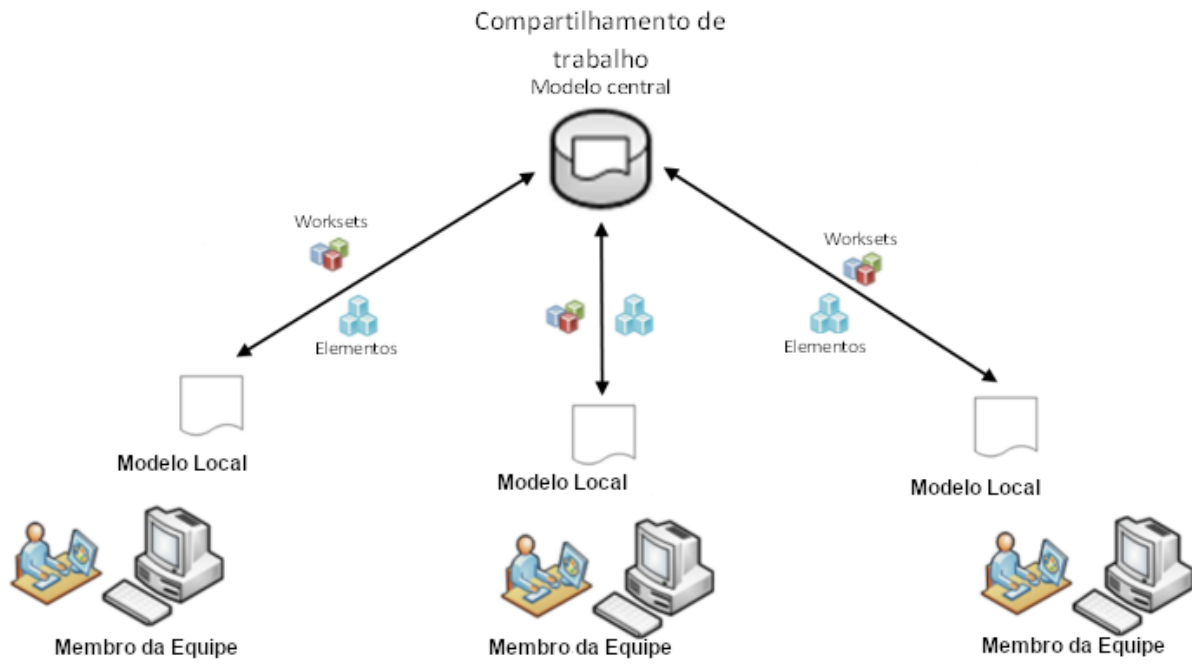 Compartilhamento de
trabalho
Modelo central
Worksets
Worksets
Elementos
Elementos
Modelo Local
Modelo Local
Modelo Local
Membro da Equipe
Membro da Equipe
Membro da Equipe